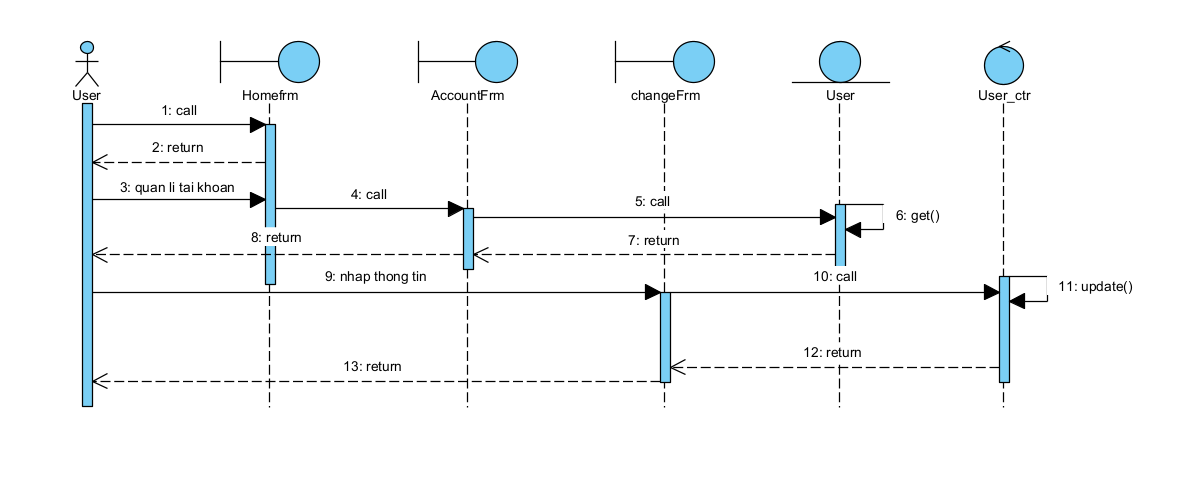 User
Homefrm
AccountFrm
changeFrm
User
User_ctr
1: call
2: return
3: quan li tai khoan
4: call
5: call
6: get()
7: return
8: return
9: nhap thong tin
10: call
11: update()
12: return
13: return